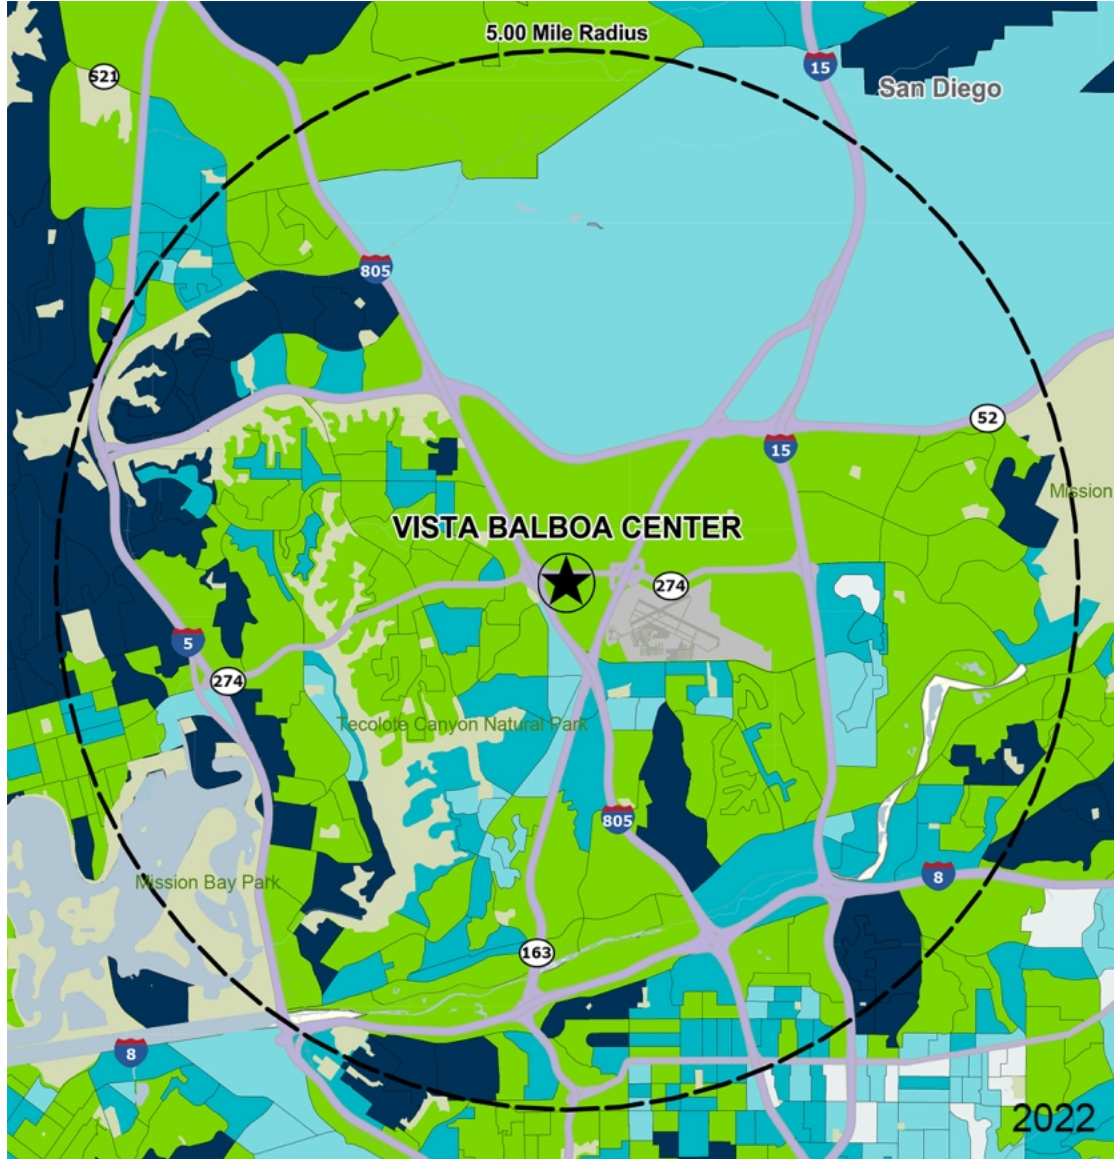 5.00 Mile Radius
15
521
San Diego
805
52
15
Mission
VISTA BALBOA CENTER
274
5
274
Tecolote Canyon Natural Park
805
Mission Bay Park
8
163
8
2022